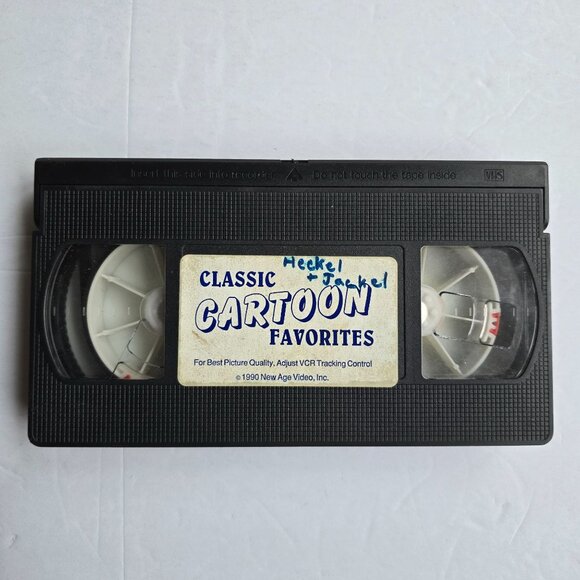 Insert this side into recorder Do not touch the tape inside VHS
Heckel
+ Jackel
CLASSIC
CARTOON
FAVORITES
For Best Picture Quality, Adjust VCR Tracking Control
© 1990 New Age Video, Inc.